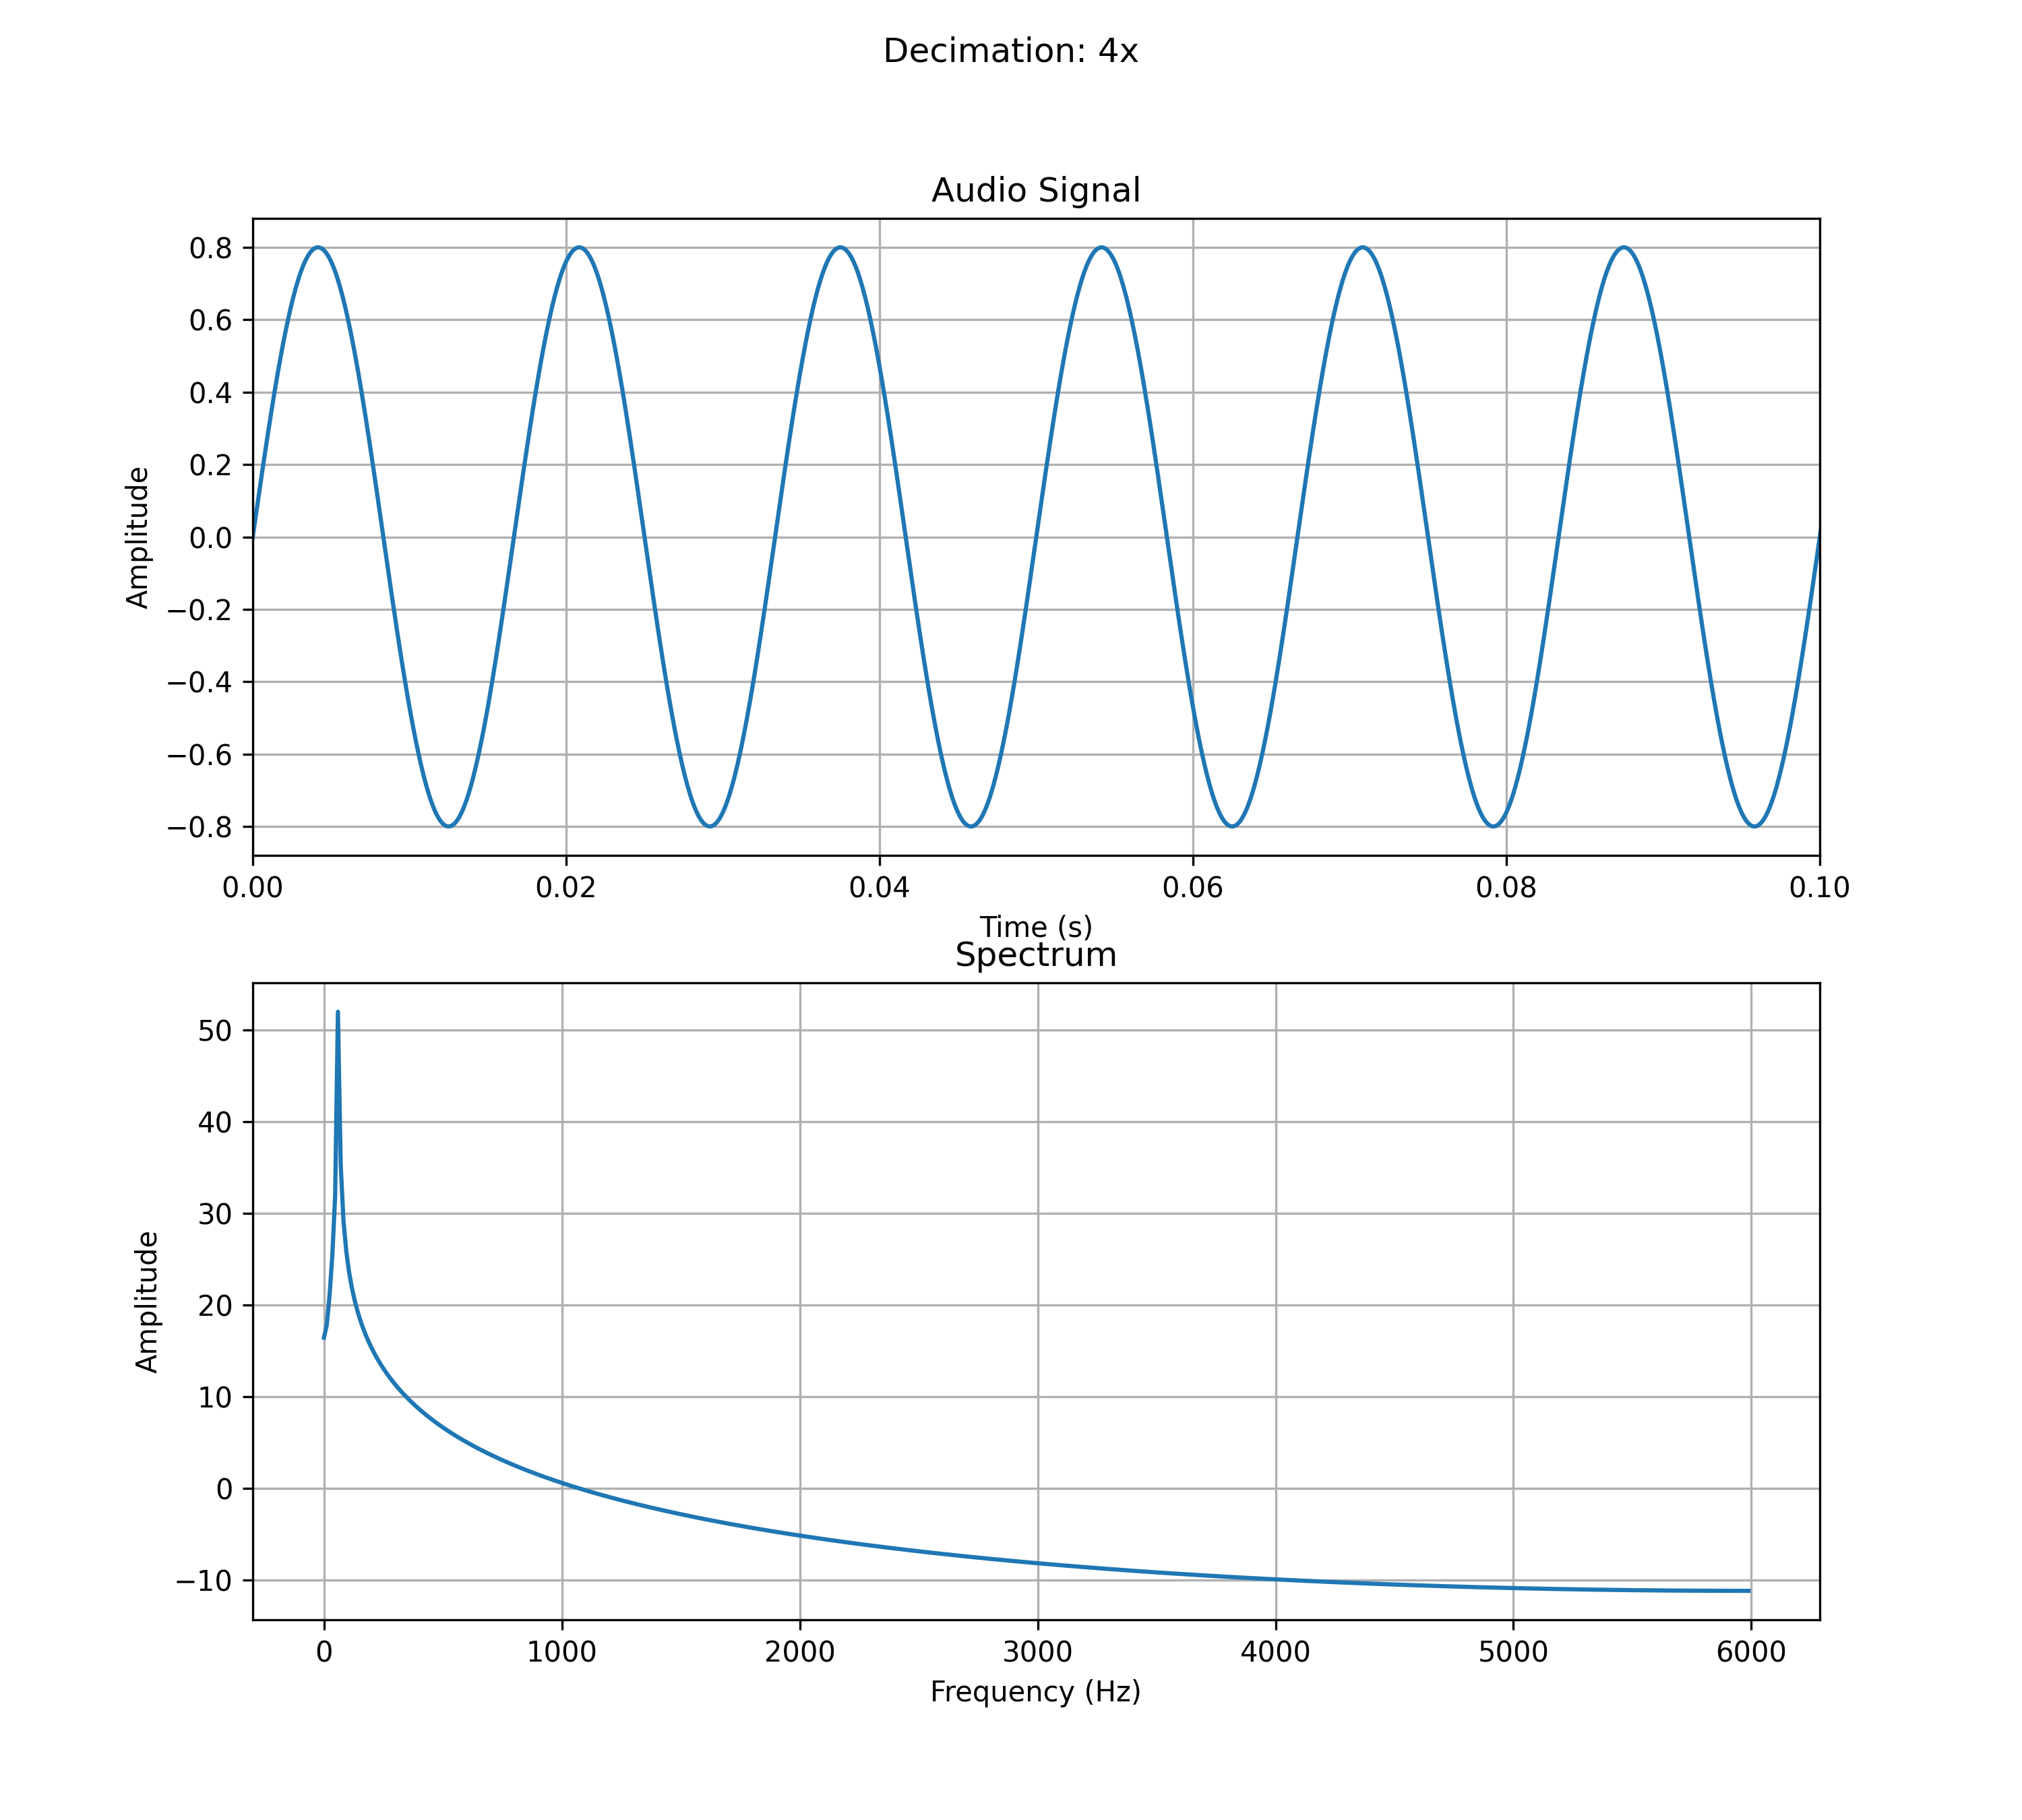 Decimation: 4x
Audio Signal
Amplitude
0.8
0.6
0.4
0.2
0.0
−0.2
−0.4
−0.6
−0.8
0.00 0.02 0.04 0.06 0.08 0.10
Time (s)
Spectrum
Amplitude
50
40
30
20
10
0
−10
0 1000 2000 3000 4000 5000 6000
Frequency (Hz)